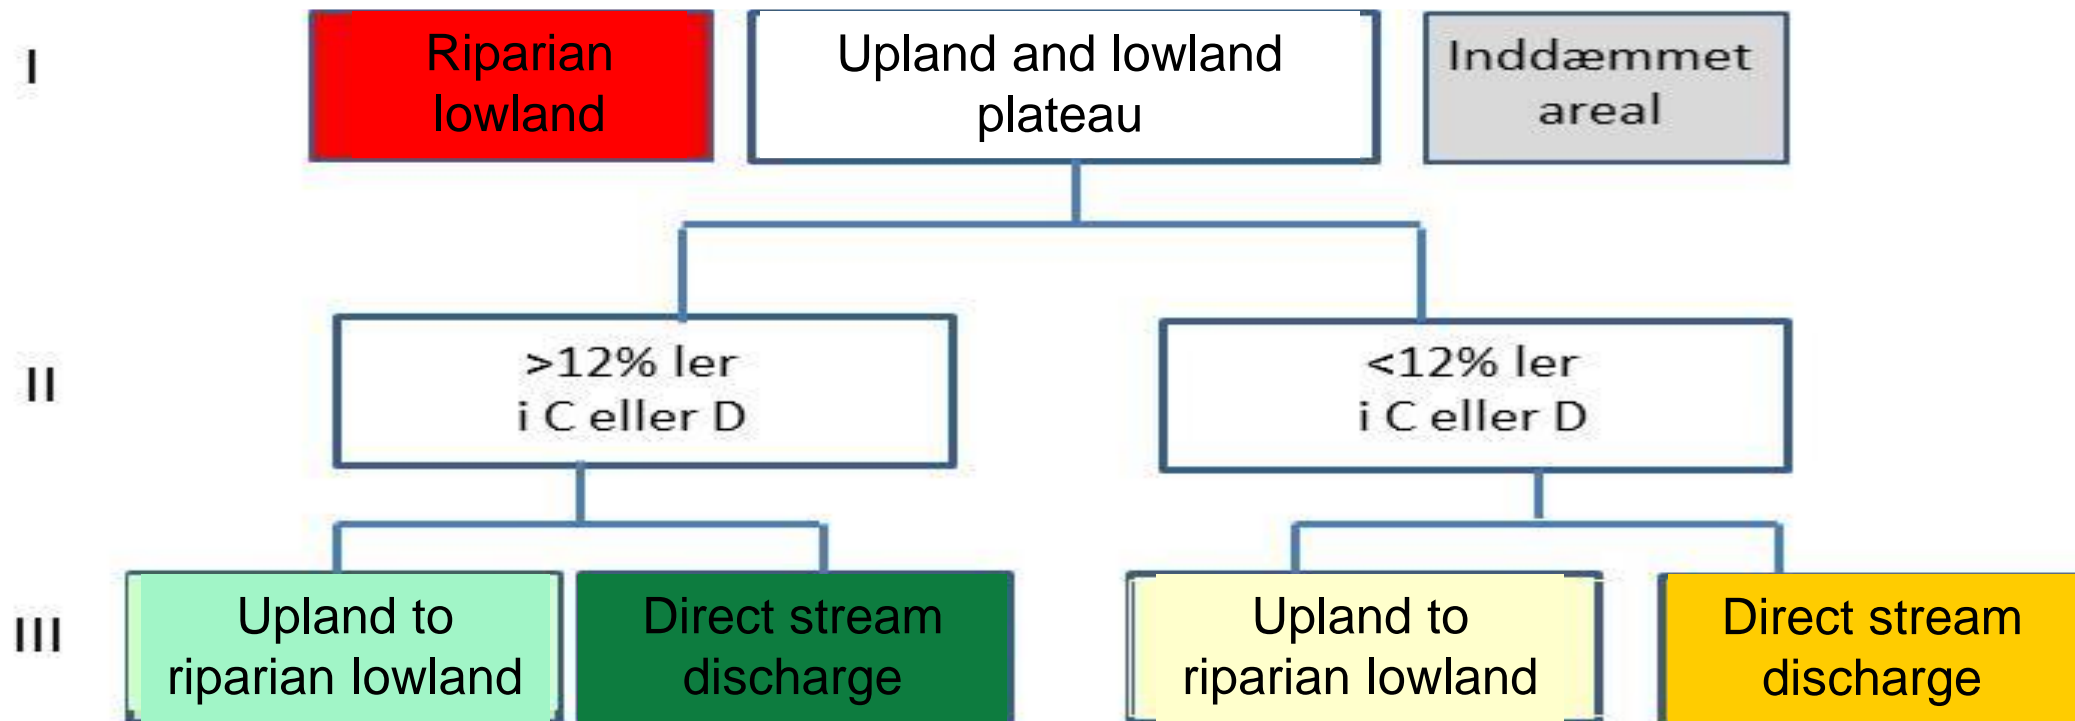 I
Riparian
lowland
Upland and lowland
plateau
Inddæmmet
areal
II
>12% ler
i C eller D
<12% ler
i C eller D
III
Upland to
riparian lowland
Direct stream
discharge
Upland to
riparian lowland
Direct stream
discharge